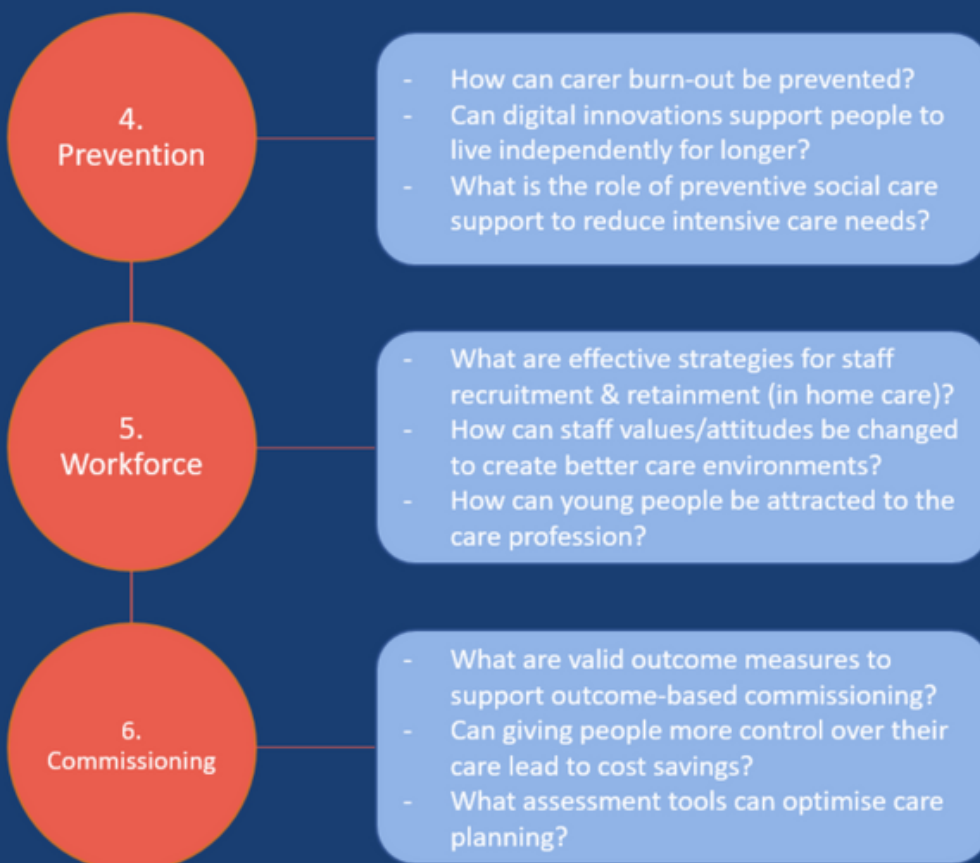 4.
Prevention
- How can carer burn-out be prevented?
- Can digital innovations support people to
live independently for longer?
- What is the role of preventive social care
support to reduce intensive care needs?
5.
Workforce
- What are effective strategies for staff
recruitment & retainment (in home care)?
- How can staff values/attitudes be changed
to create better care environments?
- How can young people be attracted to the
care profession?
6.
Commissioning
- What are valid outcome measures to
support outcome-based commissioning?
- Can giving people more control over their
care lead to cost savings?
- What assessment tools can optimise care
planning?